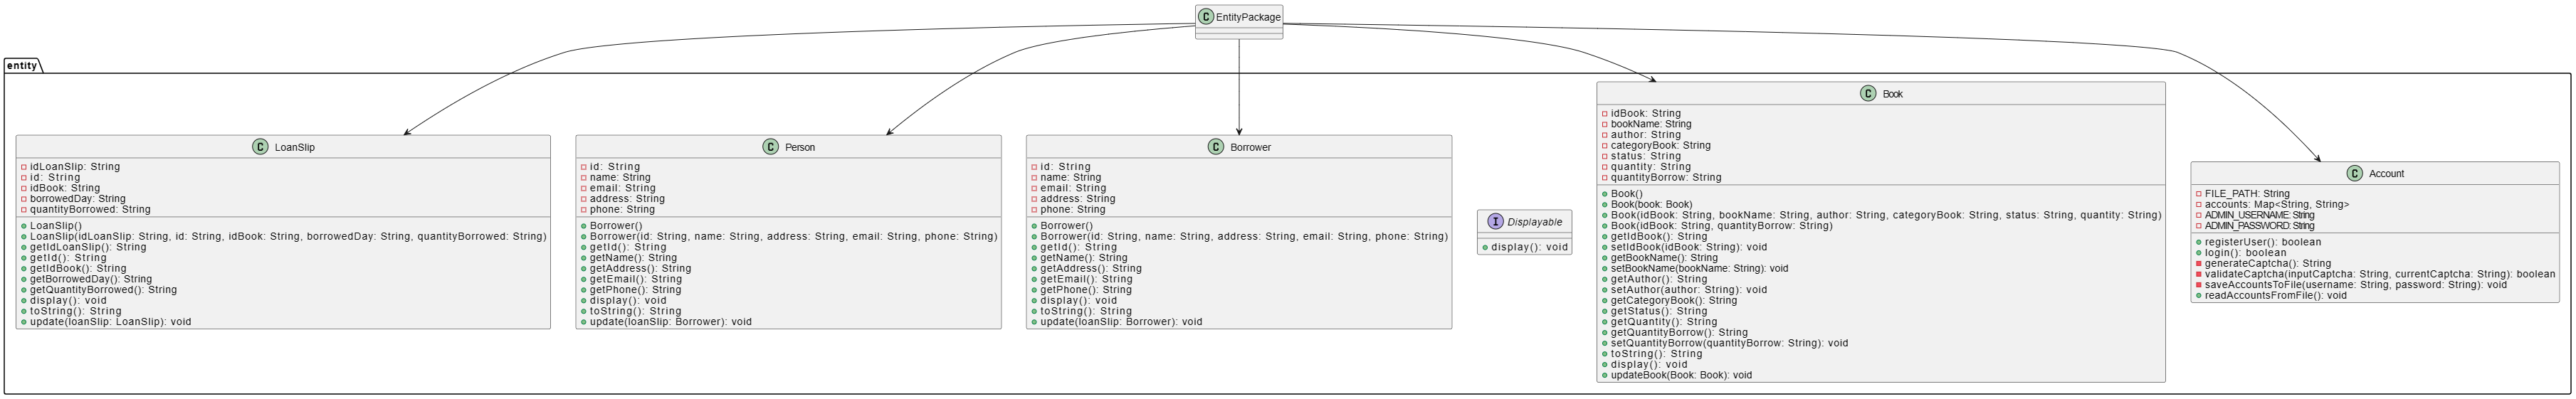 EntityPackage
entity
LoanSlip
idLoanSlip: String
id: String
idBook: String
borrowedDay: String
quantityBorrowed: String
LoanSlip()
LoanSlip(idLoanSlip: String, id: String, idBook: String, borrowedDay: String, quantityBorrowed: String)
getIdLoanSlip(): String
getId(): String
getIdBook(): String
getBorrowedDay(): String
getQuantityBorrowed(): String
display(): void
toString(): String
update(loanSlip: LoanSlip): void
Person
id: String
name: String
email: String
address: String
phone: String
Borrower()
Borrower(id: String, name: String, address: String, email: String, phone: String)
getId(): String
getName(): String
getAddress(): String
getEmail(): String
getPhone(): String
display(): void
toString(): String
update(loanSlip: Borrower): void
Borrower
id: String
name: String
email: String
address: String
phone: String
Borrower()
Borrower(id: String, name: String, address: String, email: String, phone: String)
getId(): String
getName(): String
getAddress(): String
getEmail(): String
getPhone(): String
display(): void
toString(): String
update(loanSlip: Borrower): void
Displayable
display(): void
Book
idBook: String
bookName: String
author: String
categoryBook: String
status: String
quantity: String
quantityBorrow: String
Book()
Book(book: Book)
Book(idBook: String, bookName: String, author: String, categoryBook: String, status: String, quantity: String)
Book(idBook: String, quantityBorrow: String)
getIdBook(): String
setIdBook(idBook: String): void
getBookName(): String
setBookName(bookName: String): void
getAuthor(): String
setAuthor(author: String): void
getCategoryBook(): String
getStatus(): String
getQuantity(): String
getQuantityBorrow(): String
setQuantityBorrow(quantityBorrow: String): void
toString(): String
display(): void
updateBook(Book: Book): void
Account
FILE_PATH: String
accounts: Map<String, String>
ADMIN_USERNAME: String
ADMIN_PASSWORD: String
registerUser(): boolean
login(): boolean
generateCaptcha(): String
validateCaptcha(inputCaptcha: String, currentCaptcha: String): boolean
saveAccountsToFile(username: String, password: String): void
readAccountsFromFile(): void